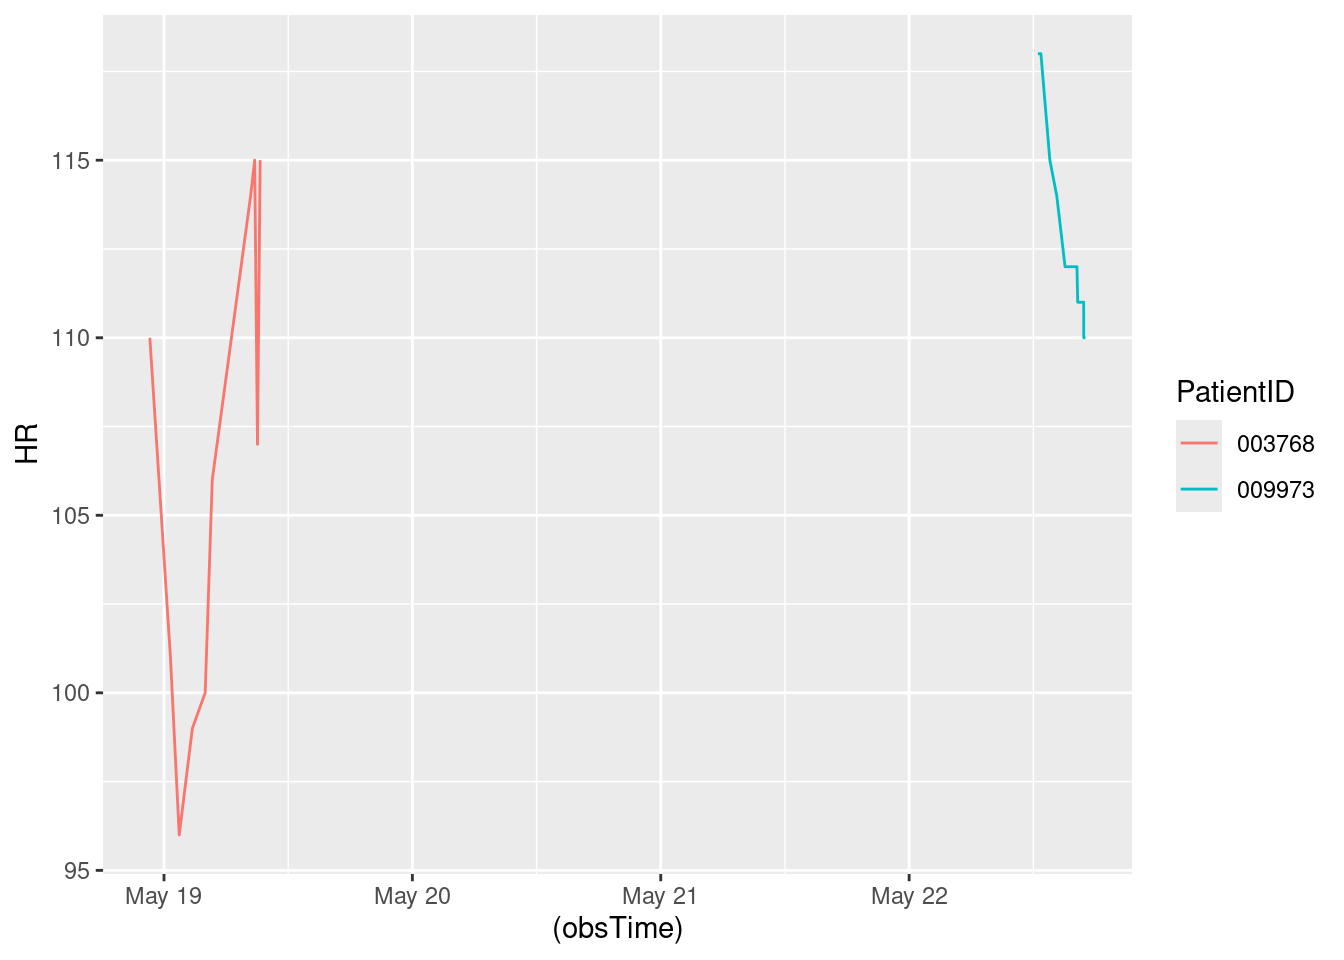 HR
115
110
105
100
95
May 19
May 20
May 21
May 22
(obsTime)
PatientID
003768
009973